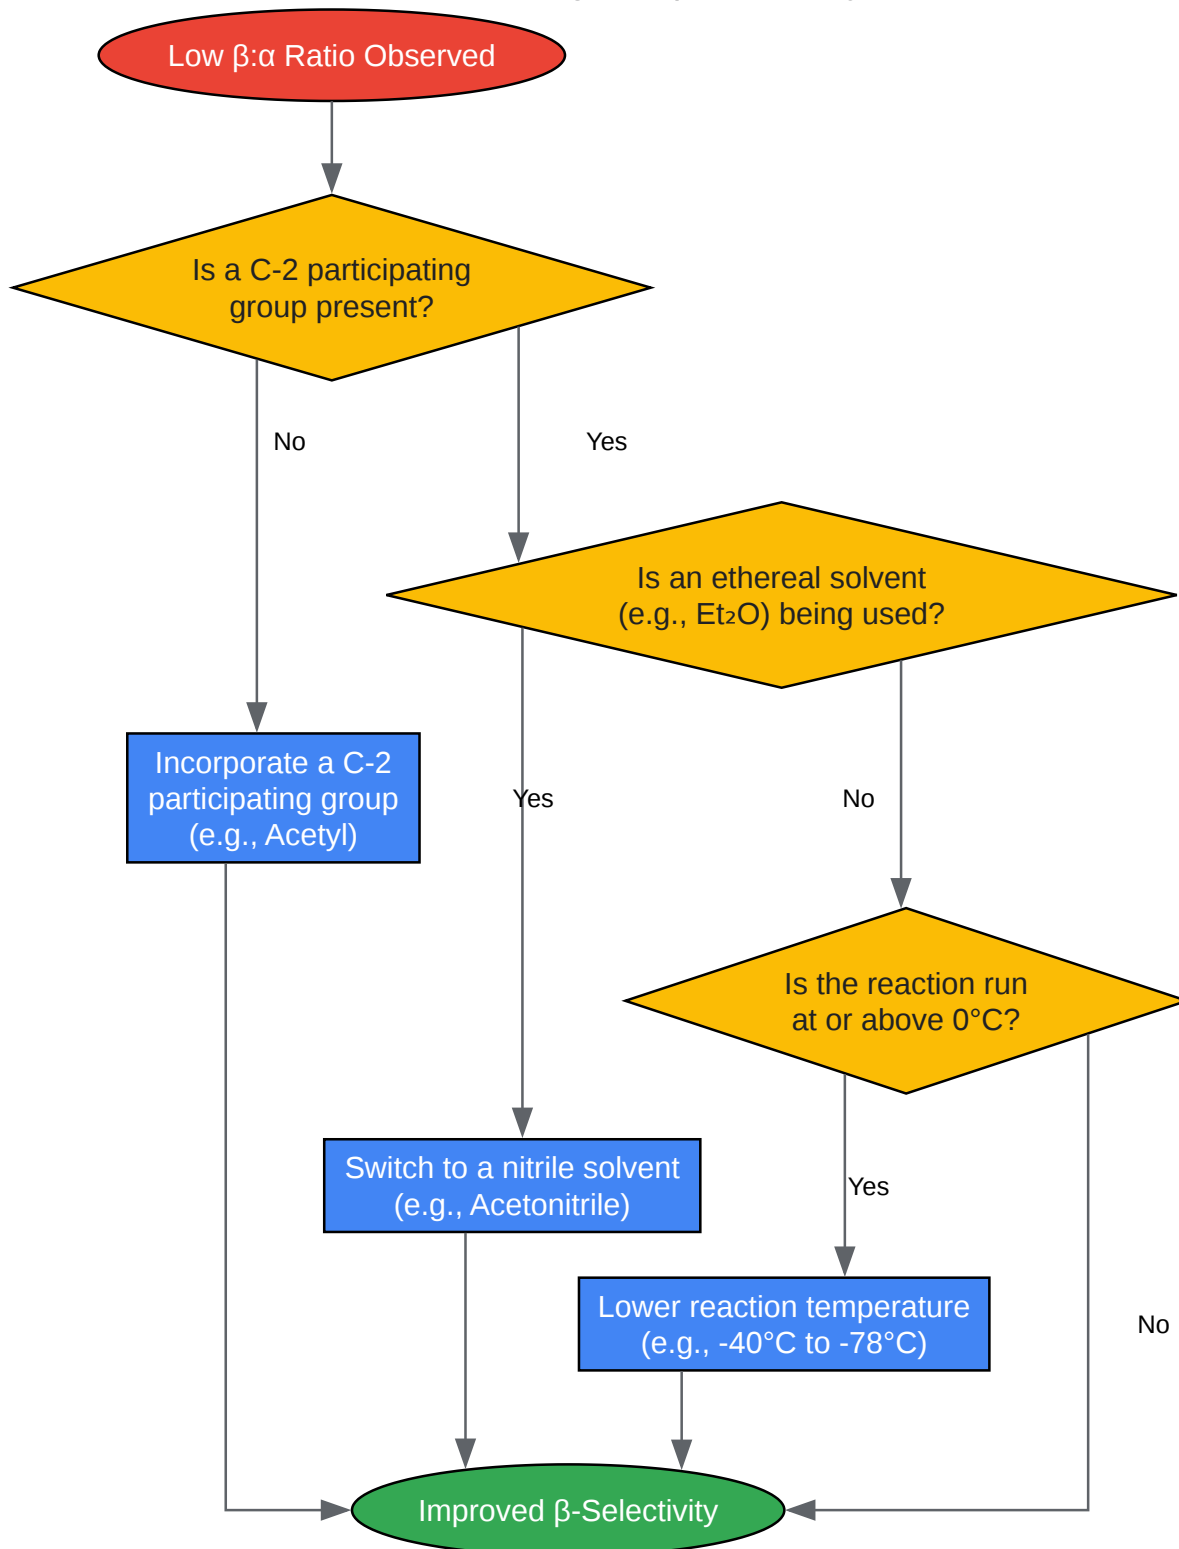 Low β:α Ratio Observed
Is a C-2 participating
group present?
No
Yes
Is an ethereal solvent
(e.g., Et₂O) being used?
Incorporate a C-2
participating group
(e.g., Acetyl)
Yes
No
Is the reaction run
at or above 0°C?
Switch to a nitrile solvent
(e.g., Acetonitrile)
Yes
Lower reaction temperature
(e.g., -40°C to -78°C)
No
Improved β-Selectivity